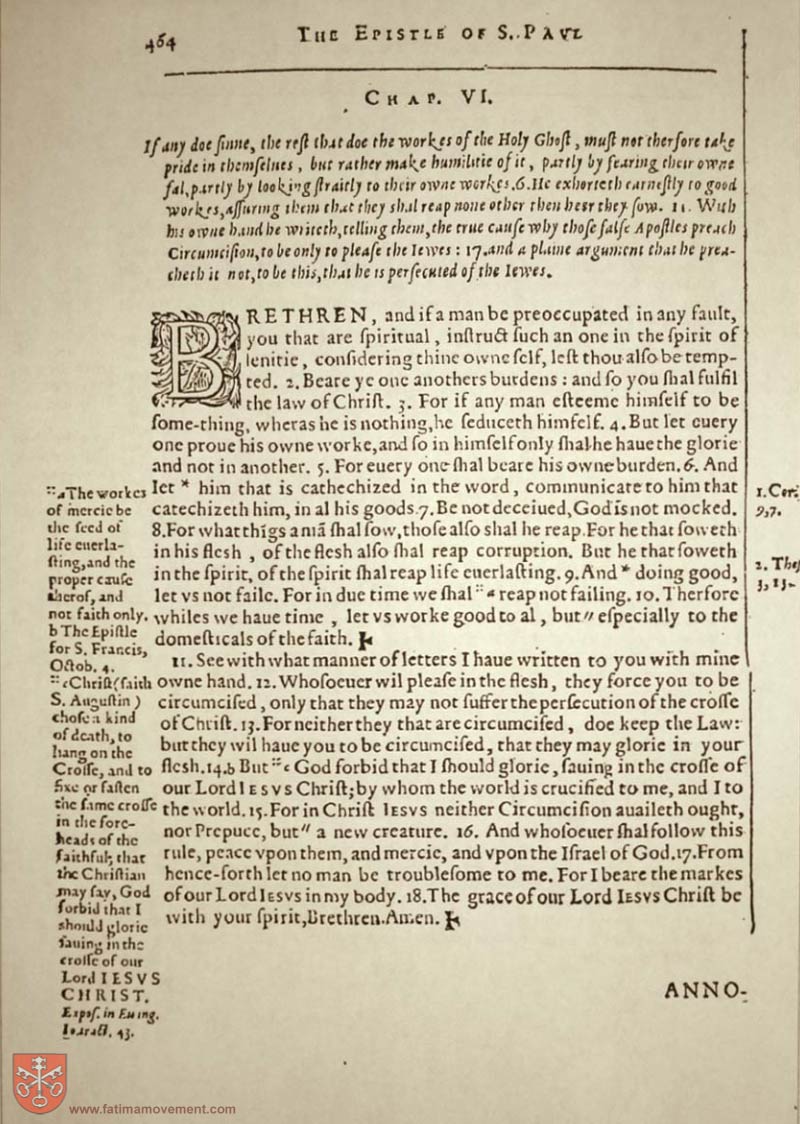 464
THE EPISTLE OF S. PAVL
CHAP. VI.
If any doe ſinne, the reſt that doe the workes of the Holy Ghoſt, muſt not therfore take
pride in themſelues, but rather make humilitie of it, partly by fearing their owne
fal, partly by looking ſtraitly to their owne workes. 6. He exhorteth earneſtly to good
workes, aſſuring them that they shal reap none other then heer they ſow. 11. With
his owne hand he writeth, telling them, the true cauſe why thoſe falſe Apoſtles preach
Circumciſion, to be only to pleaſe the Iewes: 17. and a plaine argument that he prea-
cheth it not, to be this, that he is perſecuted of the Iewes.
BRETHREN, and if a man be preoccupated in any fault,
you that are ſpiritual, inſtruct ſuch an one in the ſpirit of
lenitie, conſidering thine owne ſelf, leſt thou alſo be temp-
ted. 2. Beare ye one anothers burdens: and ſo you ſhal fulfil
the law of Chriſt. 3. For if any man eſteeme himſelf to be
ſome-thing, wheras he is nothing, he ſeduceth himſelf. 4. But let euery
one proue his owne worke, and ſo in himſelf only ſhal he haue the glorie
and not in another. 5. For euery one ſhal beare his owne burden. 6. And
let * him that is cathechized in the word, communicate to him that
catechizeth him, in al his goods. 7. Be not deceiued, God is not mocked.
8. For what thīgs a mā ſhal ſow, thoſe alſo shal he reap. For he that ſoweth
in his fleſh, of the fleſh alſo ſhal reap corruption. But he that ſoweth
in the ſpirit, of the ſpirit ſhal reap life euerlaſting. 9. And * doing good,
let vs not faile. For in due time we ſhal ∷a reap not failing. 10. Therfore
whiles we haue time, let vs worke good to al, but " eſpecially to the
domeſticals of the faith.
11. See with what manner of letters I haue written to you with mine
owne hand. 12. Whoſoeuer wil pleaſe in the fleſh, they force you to be
circumciſed, only that they may not ſuffer the perſecution of the croſſe
of Chriſt. 13. For neither they that are circumciſed, doe keep the Law:
but they wil haue you to be circumciſed, that they may glorie in your
fleſh. 14. b But ∷c God forbid that I ſhould glorie, ſauing in the croſſe of
our Lord IESVS Chriſt; by whom the world is crucified to me, and I to
the world. 15. For in Chriſt IESVS neither Circumciſion auaileth ought,
nor Prepuce, but " a new creature. 16. And whoſoeuer ſhal follow this
rule, peace vpon them, and mercie, and vpon the Iſrael of God. 17. From
hence-forth let no man be troubleſome to me. For I beare the markes
of our Lord IESVS in my body. 18. The grace of our Lord IESVS Chriſt be
with your ſpirit, Brethren. Amen.
∷a The workes
of mercie be
the ſeed of
life euerla-
ſting, and the
proper cauſe
therof, and
not faith only.
b The Epiſtle
for S. Francis,
Octob. 4.
∷c Chriſt (ſaith
S. Auguſtin)
choſe a kind
of death, to
hang on the
Croſſe, and to
fixe or faſten
the ſame croſſe
in the fore-
heads of the
faithful; that
the Chriſtian
may ſay, God
forbid that I
should glorie
ſauing in the
croſſe of our
Lord IESVS
CHRIST.
Expoſ. in Euang.
43.
1. Cor.
9, 7.
2. Theſ
3, 13.
ANNO-
www.fatimamovement.com